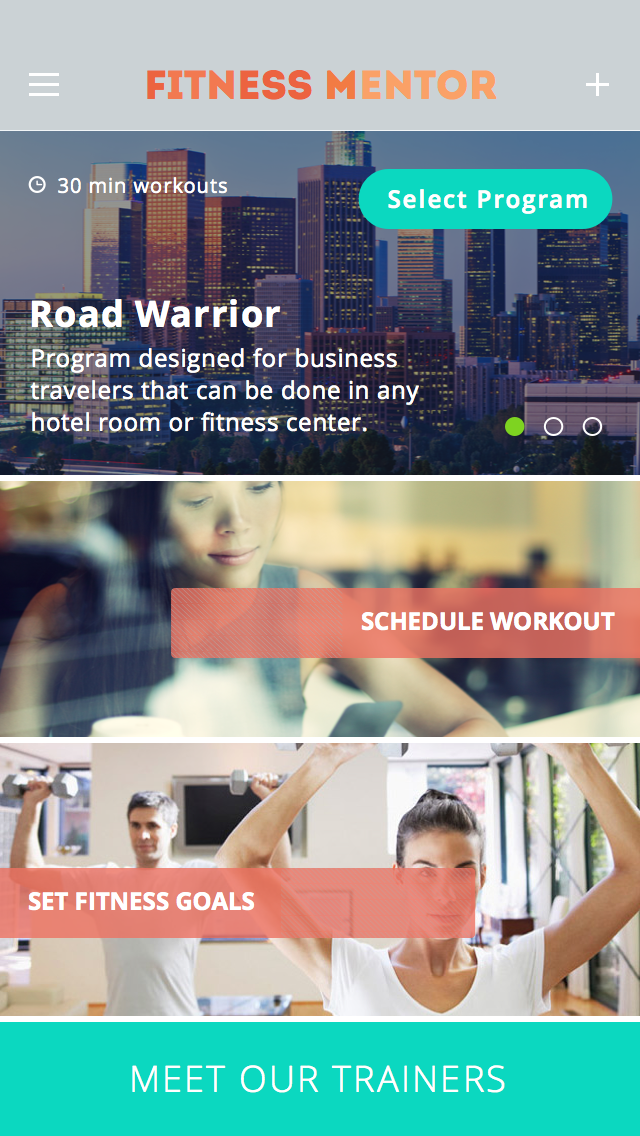 FITNESS MENTOR
30 min workouts
Select Program
Road Warrior
Program designed for business
travelers that can be done in any
hotel room or fitness center.
SCHEDULE WORKOUT
SET FITNESS GOALS
MEET OUR TRAINERS